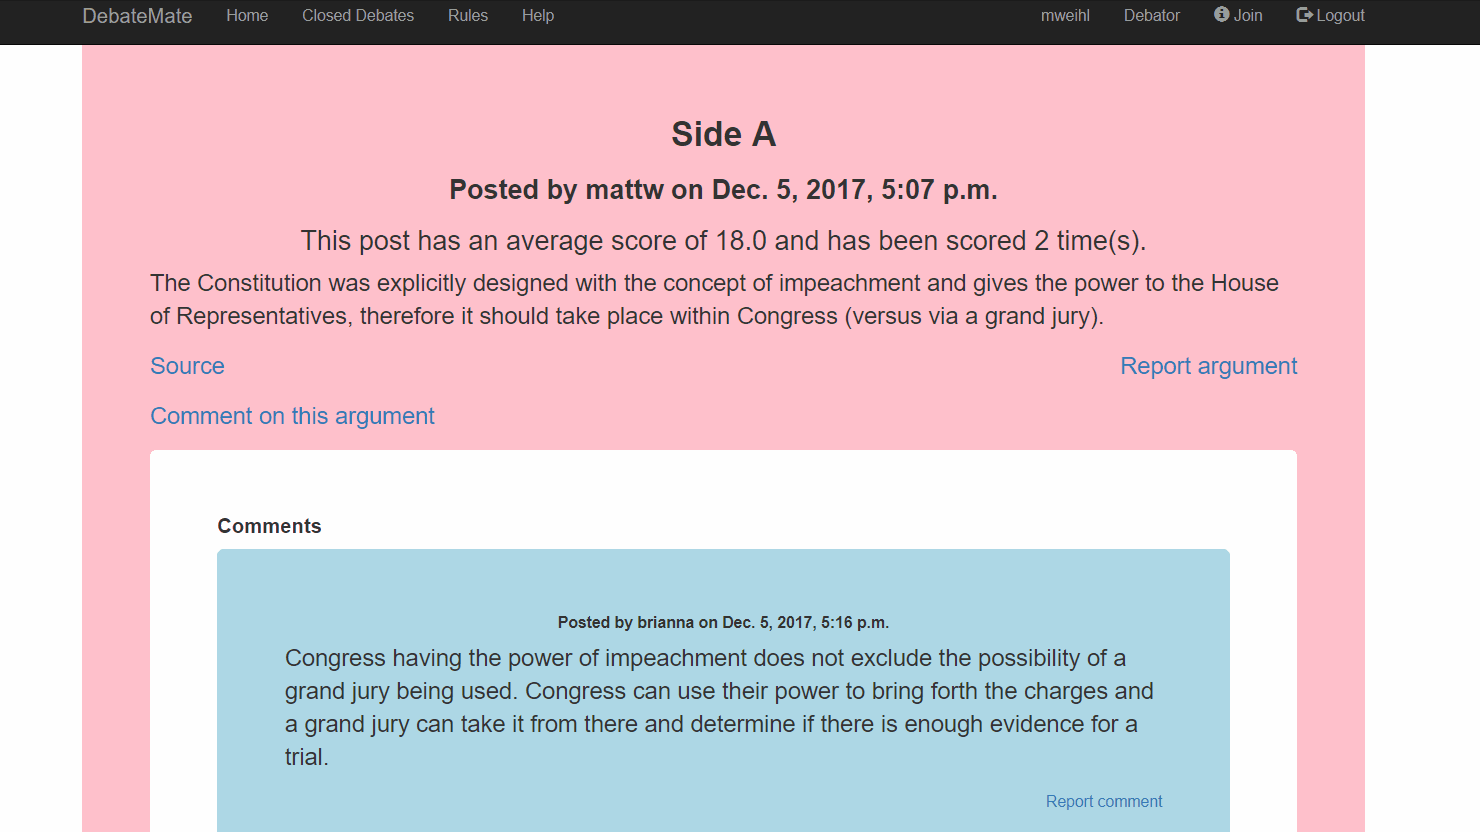 DebateMate Home Closed Debates Rules Help mweihl Debator Join Logout
Side A
Posted by mattw on Dec. 5, 2017, 5:07 p.m.
This post has an average score of 18.0 and has been scored 2 time(s).
The Constitution was explicitly designed with the concept of impeachment and gives the power to the House
of Representatives, therefore it should take place within Congress (versus via a grand jury).
Source Report argument
Comment on this argument
Comments
Posted by brianna on Dec. 5, 2017, 5:16 p.m.
Congress having the power of impeachment does not exclude the possibility of a
grand jury being used. Congress can use their power to bring forth the charges and
a grand jury can take it from there and determine if there is enough evidence for a
trial.
Report comment